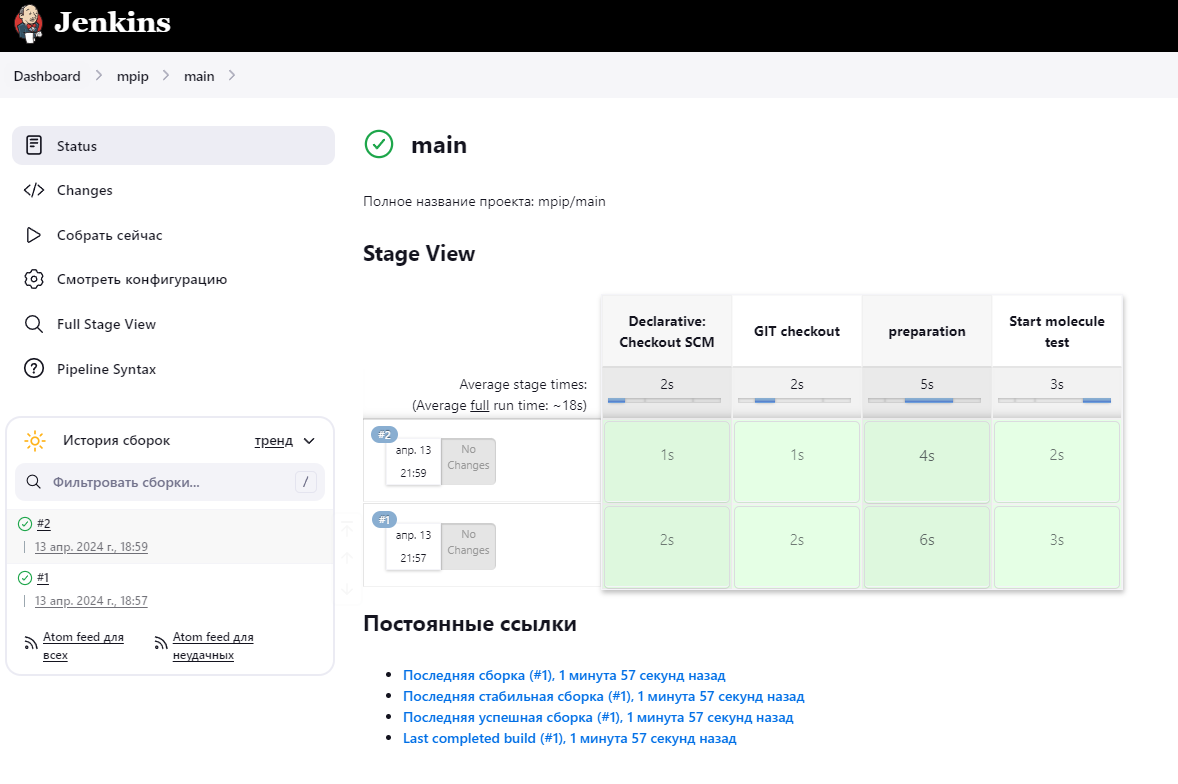 Jenkins
Dashboard
mpip
main
Status
Changes
Собрать сейчас
Смотреть конфигурацию
Full Stage View
Pipeline Syntax
История сборок
тренд
Фильтровать сборки...
/
#2
13 апр. 2024 г., 18:59
#1
13 апр. 2024 г., 18:57
Atom feed для
всех
Atom feed для
неудачных
main
Полное название проекта: mpip/main
Stage View
Declarative:
Checkout SCM
GIT checkout
preparation
Start molecule
test
Average stage times:
(Average full run time: ~18s)
2s
2s
5s
3s
#2
апр. 13
21:59
No
Changes
1s
1s
4s
2s
#1
апр. 13
21:57
No
Changes
2s
2s
6s
3s
Постоянные ссылки
Последняя сборка (#1), 1 минута 57 секунд назад
Последняя стабильная сборка (#1), 1 минута 57 секунд назад
Последняя успешная сборка (#1), 1 минута 57 секунд назад
Last completed build (#1), 1 минута 57 секунд назад